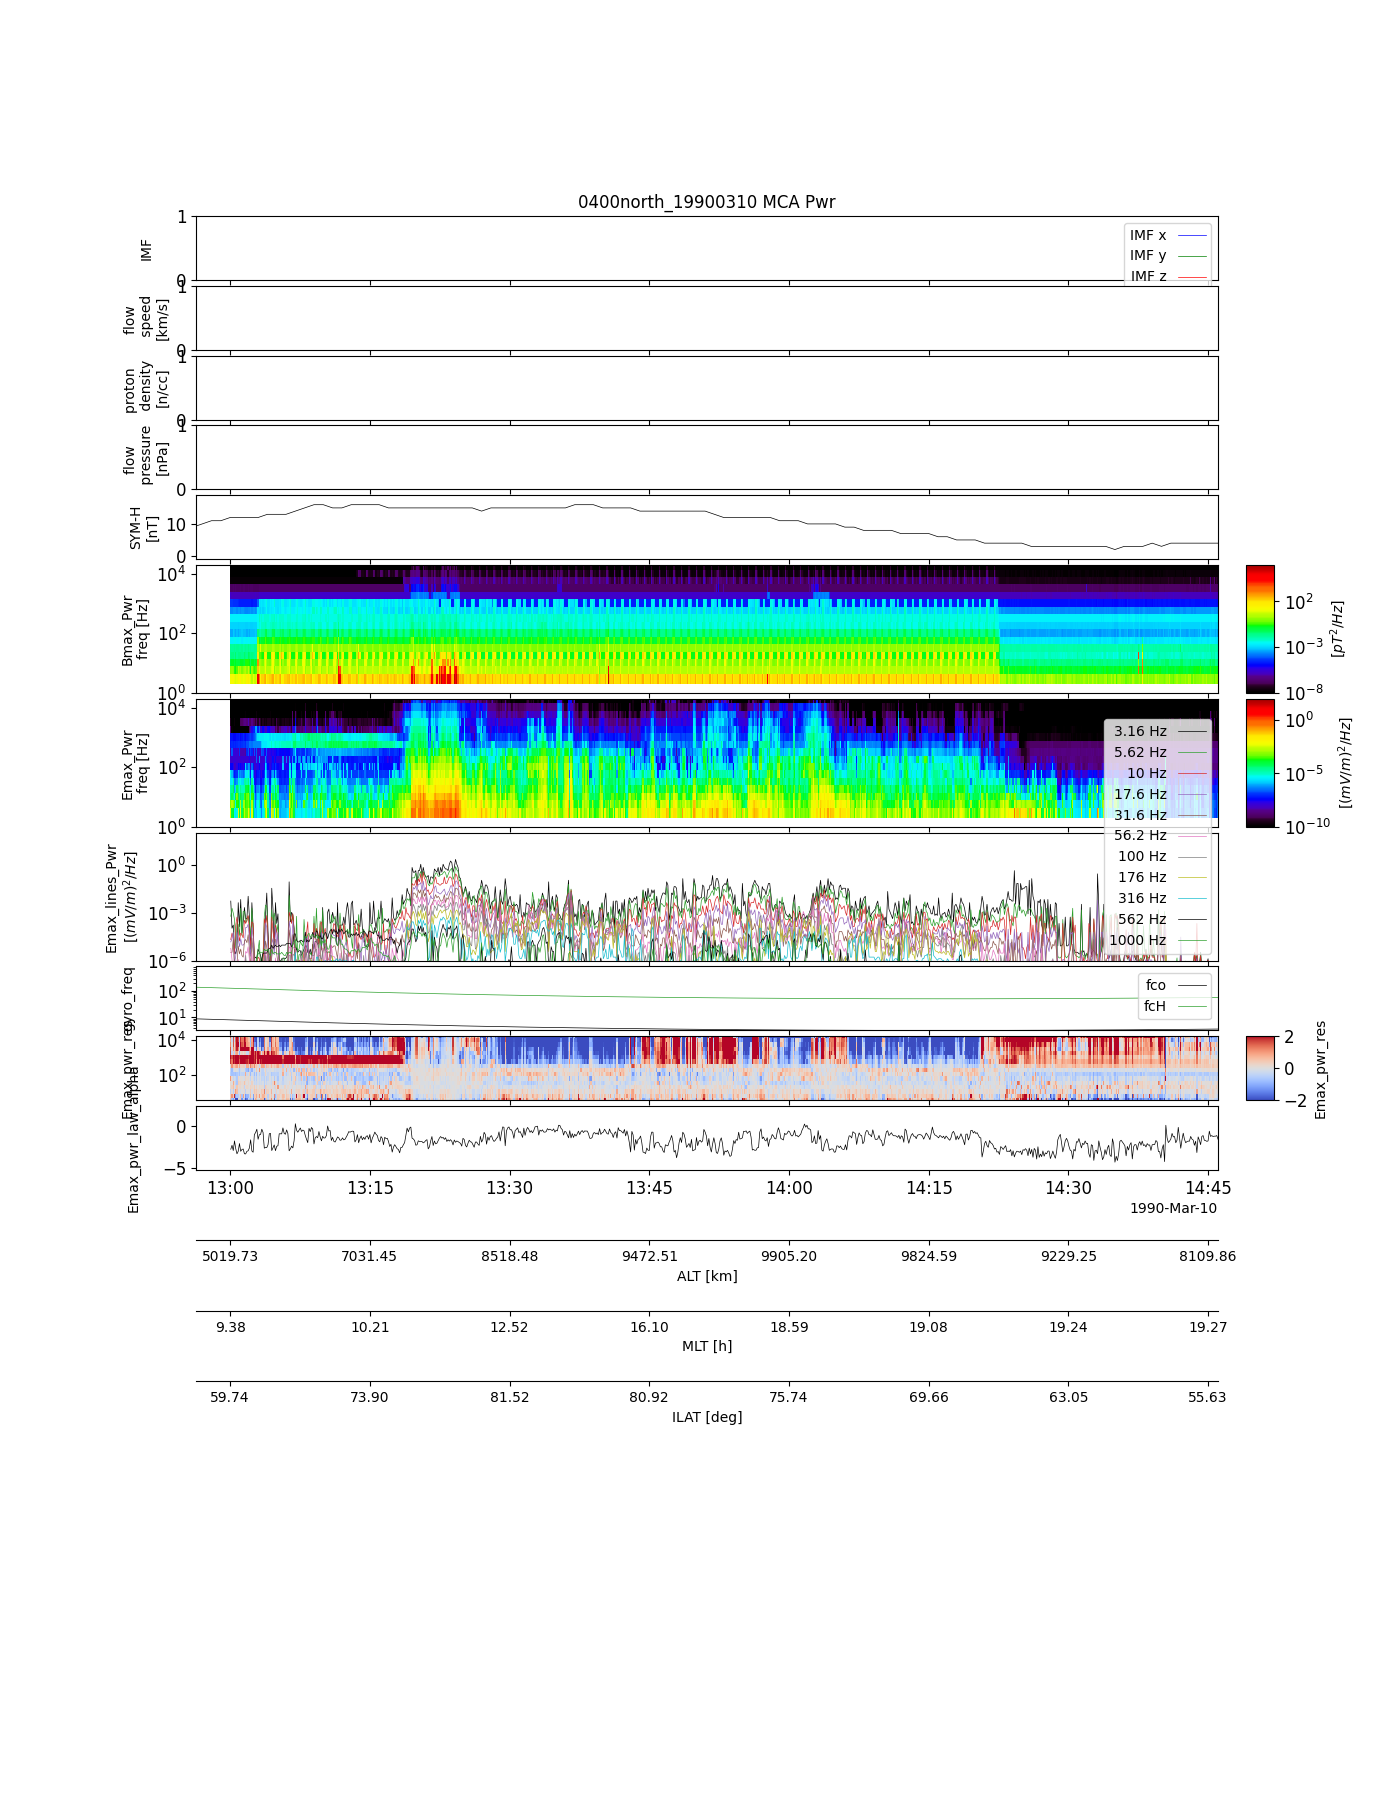 0400north_19900310 MCA Pwr
1
IMF
0
IMF x
IMF y
IMF z
1
flow
speed
[km/s]
0
1
proton
density
[n/cc]
0
1
flow
pressure
[nPa]
0
SYM-H
[nT]
10
0
Bmax_Pwr
freq [Hz]
10^4
10^2
10^0
10^2
10^-3
10^-8
[pT^2/Hz]
Emax_Pwr
freq [Hz]
10^4
10^2
10^0
10^0
10^-5
10^-10
[(mV/m)^2/Hz]
3.16 Hz
5.62 Hz
10 Hz
17.6 Hz
31.6 Hz
56.2 Hz
100 Hz
176 Hz
316 Hz
562 Hz
1000 Hz
Emax_lines_Pwr
[(mV/m)^2/Hz]
10^0
10^-3
10^-6
gyro_freq
10^2
10^1
fco
fcH
Emax_pwr_res
10^4
10^2
2
0
−2
Emax_pwr_res
Emax_pwr_law_alpha
0
−5
13:00 13:15 13:30 13:45 14:00 14:15 14:30 14:45
1990-Mar-10
5019.73 7031.45 8518.48 9472.51 9905.20 9824.59 9229.25 8109.86
ALT [km]
9.38 10.21 12.52 16.10 18.59 19.08 19.24 19.27
MLT [h]
59.74 73.90 81.52 80.92 75.74 69.66 63.05 55.63
ILAT [deg]